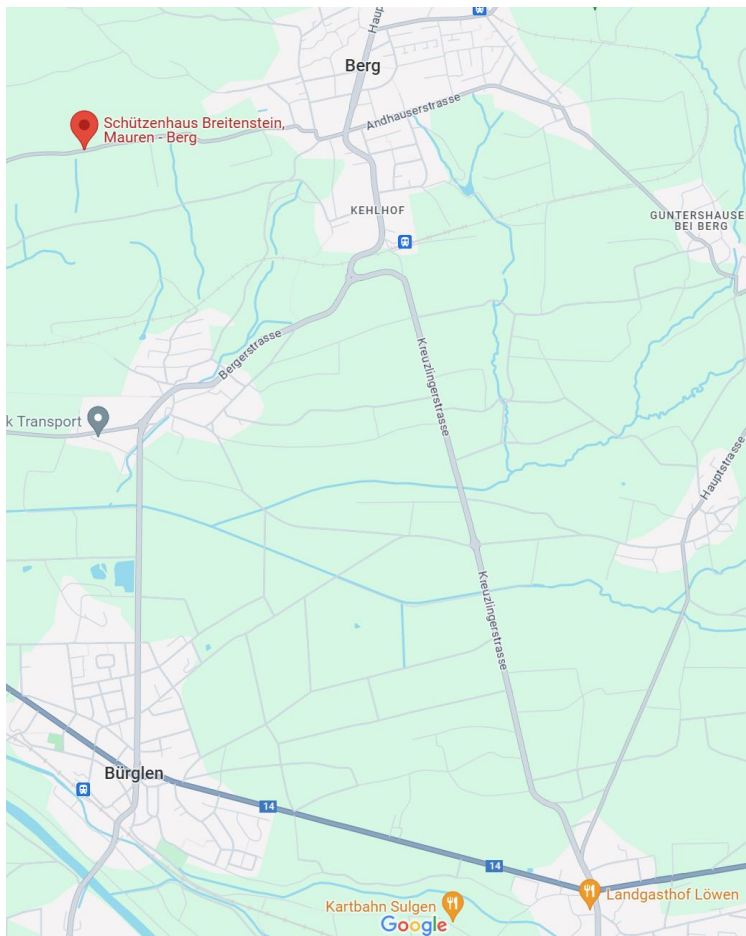 Haup
Berg
Andhauserstrasse
Schützenhaus Breitenstein,
Mauren - Berg
KEHLHOF
GUNTERSHAUSE
BEI BERG
Bergerstrasse
Kreuzlingerstrasse
k Transport
Hauptstrasse
Kreuzlingerstrasse
Bürglen
14
14
Kartbahn Sulgen
Landgasthof Löwen
Google